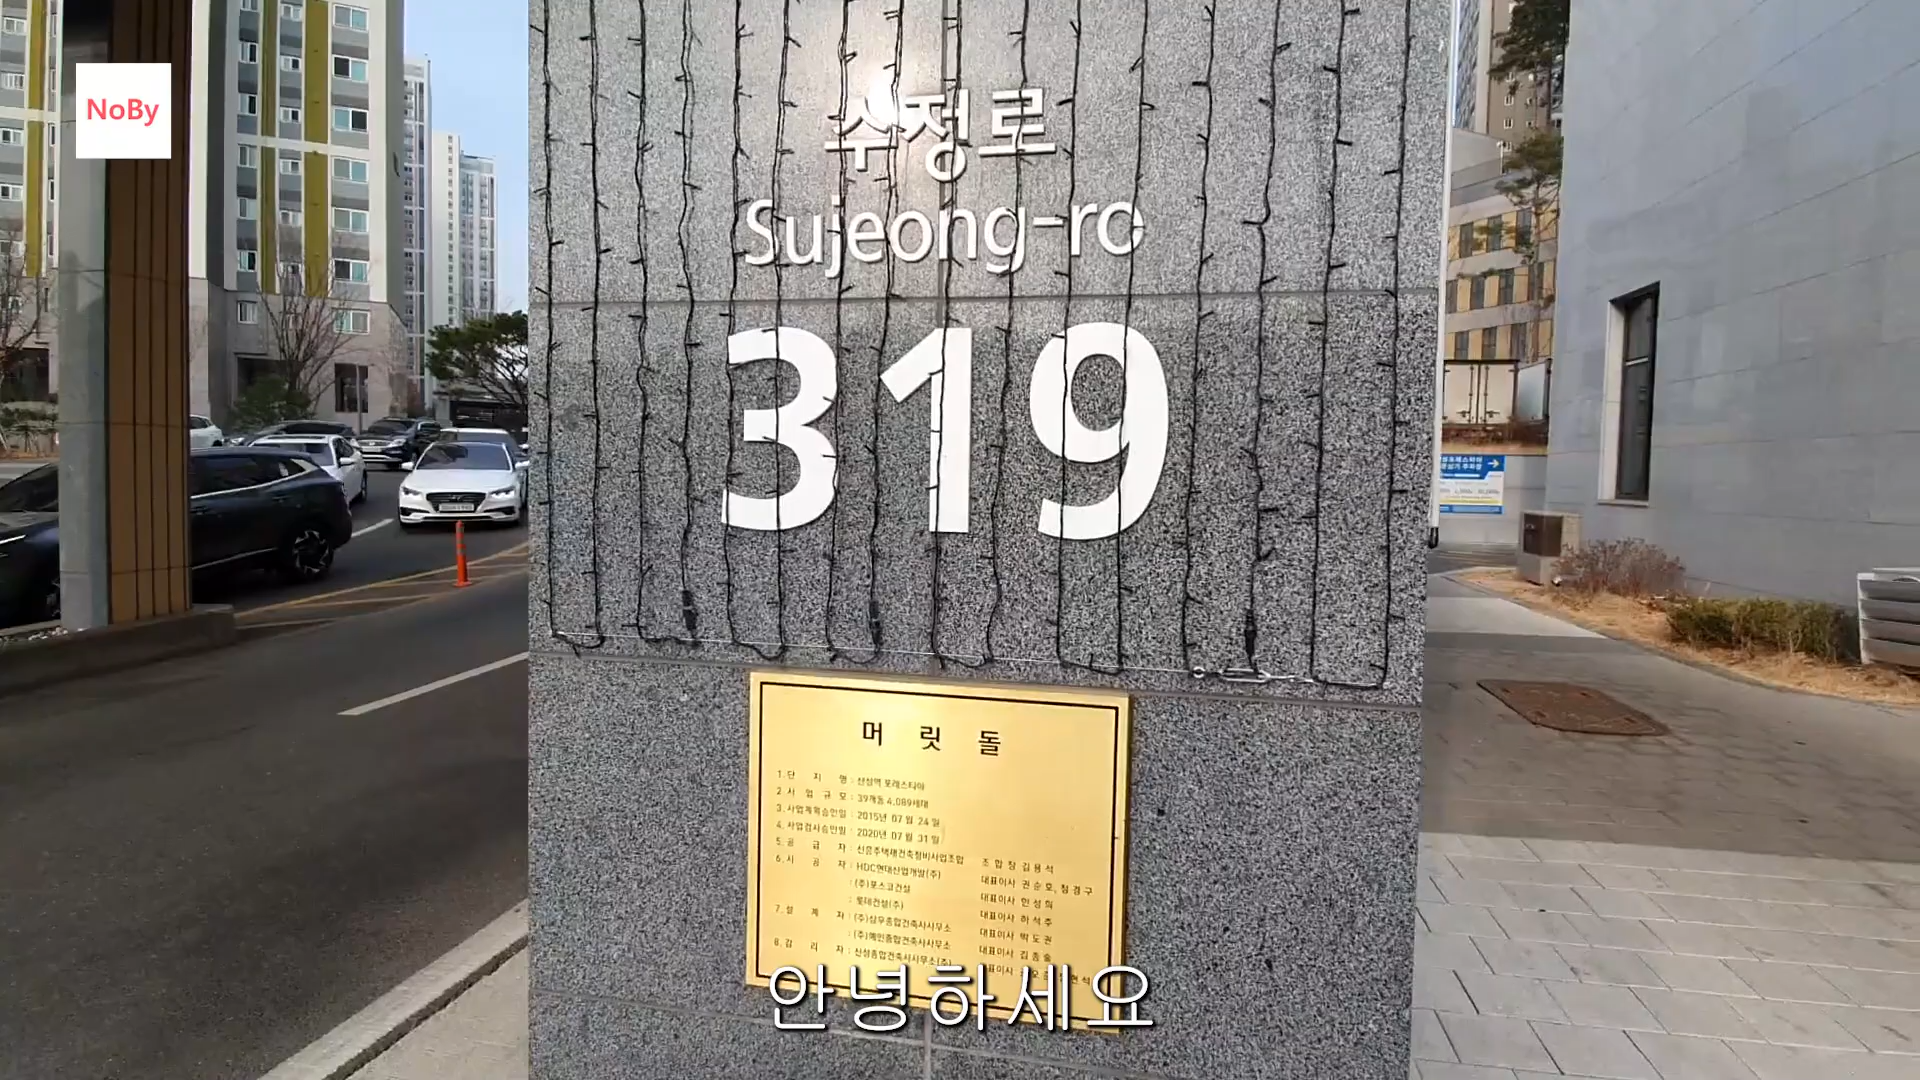 NoBy
수정로
Sujeong-ro
319
머릿돌
1. 단 지 명 : 산성역 포레스티아
2. 사 업 규 모 : 39개동 4,089세대
3. 사업계획승인일 : 2015년 07월 24일
4. 사업검사승인일 : 2020년 07월 31일
5. 공 급 자 : 신흥주택재건축정비사업조합 조합장 김용석
6. 시 공 자 : HDC현대산업개발(주) 대표이사 권순호, 정경구
: (주)포스코건설 대표이사 한성희
: 롯데건설(주) 대표이사 하석주
7. 설 계 자 : (주)삼우종합건축사사무소 대표이사 박도권
: (주)예인종합건축사사무소 대표이사 김종술
8. 감 리 자 : 신성종합건축사사무소(주)
안녕하세요